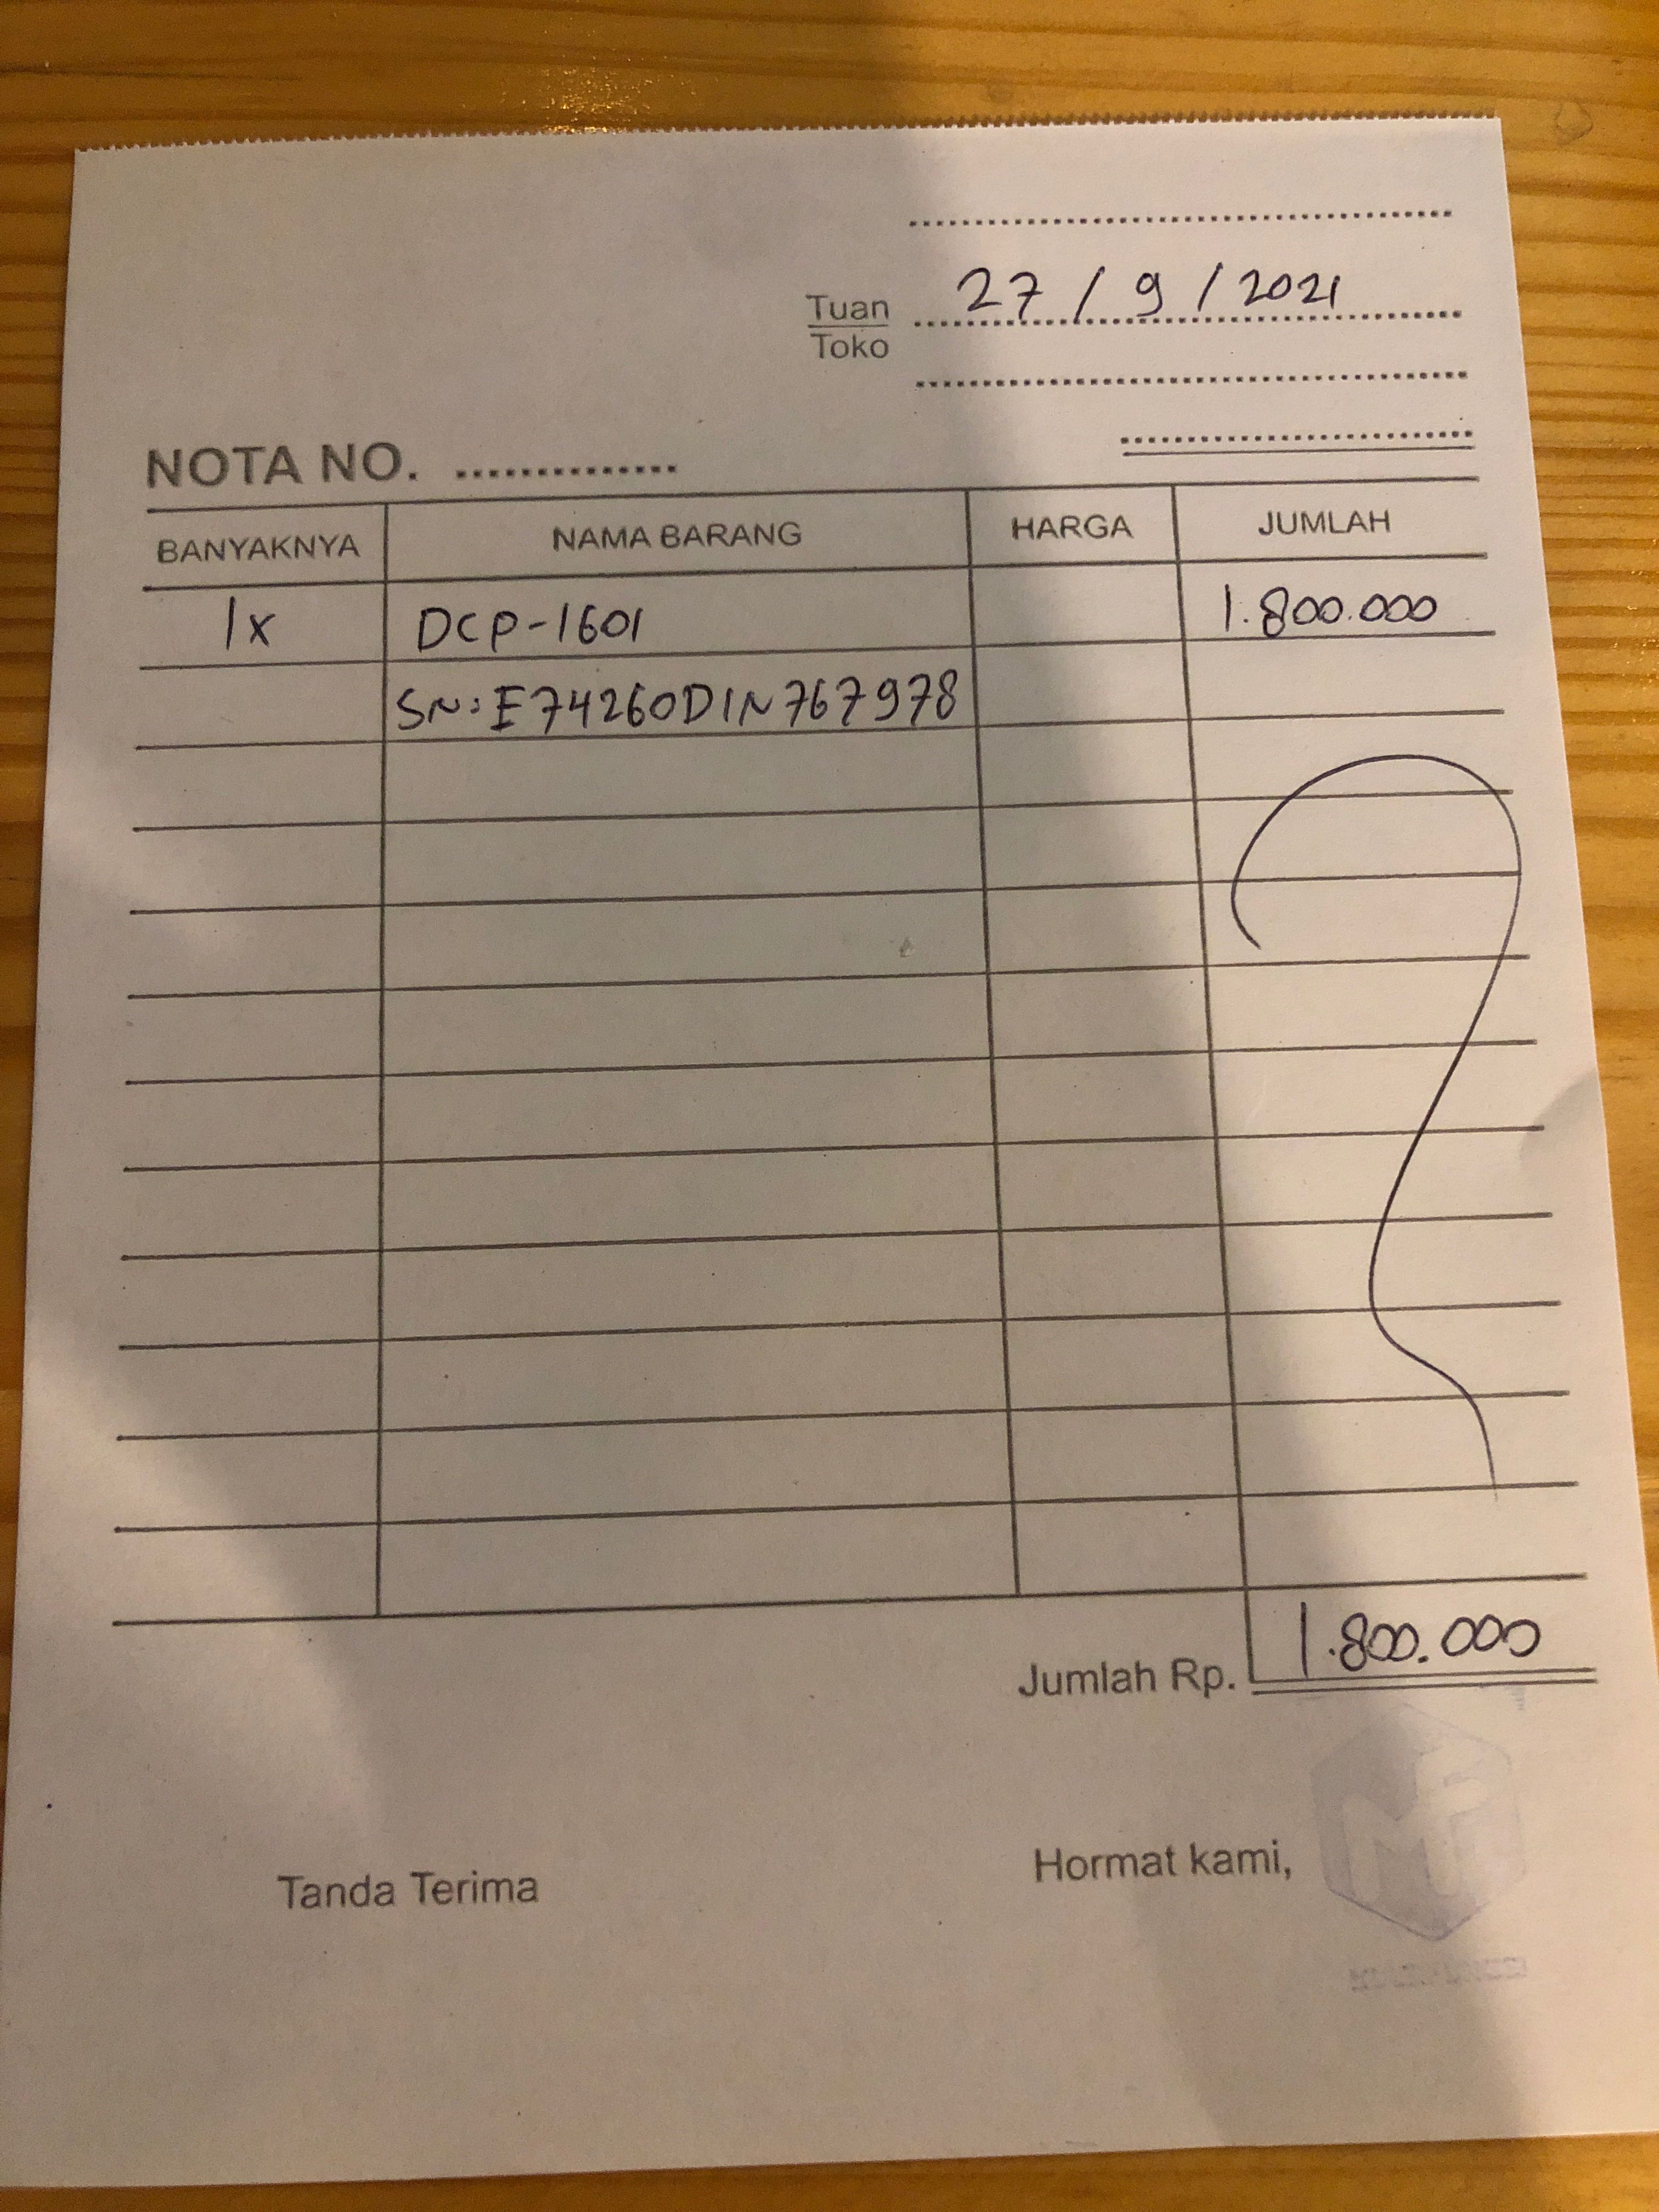 27 / 9 / 2021
Tuan
Toko
NOTA NO. ..............
BANYAKNYA NAMA BARANG HARGA JUMLAH
1x DCP-1601 1.800.000
SN: E74260D1N767978
Jumlah Rp. 1.800.000
Tanda Terima Hormat kami,